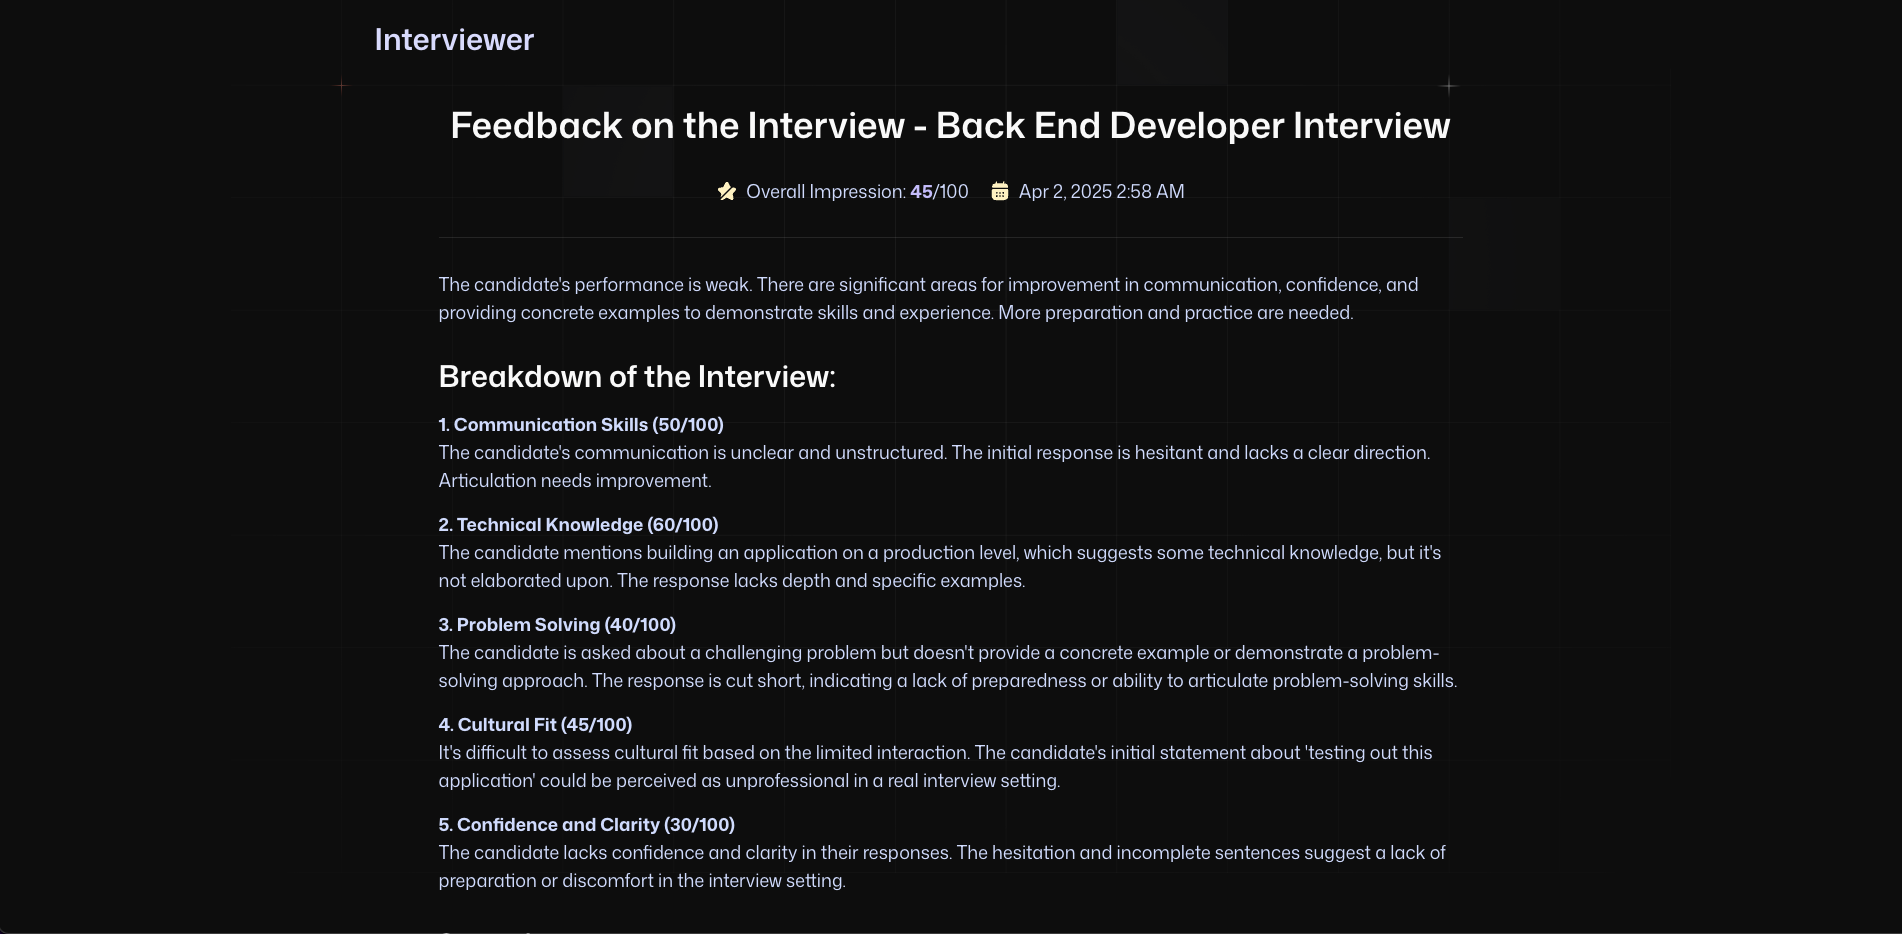 Interviewer
Feedback on the Interview - Back End Developer Interview
Overall Impression: 45/100 Apr 2, 2025 2:58 AM
The candidate's performance is weak. There are significant areas for improvement in communication, confidence, and
providing concrete examples to demonstrate skills and experience. More preparation and practice are needed.
Breakdown of the Interview:
1. Communication Skills (50/100)
The candidate's communication is unclear and unstructured. The initial response is hesitant and lacks a clear direction.
Articulation needs improvement.
2. Technical Knowledge (60/100)
The candidate mentions building an application on a production level, which suggests some technical knowledge, but it's
not elaborated upon. The response lacks depth and specific examples.
3. Problem Solving (40/100)
The candidate is asked about a challenging problem but doesn't provide a concrete example or demonstrate a problem-
solving approach. The response is cut short, indicating a lack of preparedness or ability to articulate problem-solving skills.
4. Cultural Fit (45/100)
It's difficult to assess cultural fit based on the limited interaction. The candidate's initial statement about 'testing out this
application' could be perceived as unprofessional in a real interview setting.
5. Confidence and Clarity (30/100)
The candidate lacks confidence and clarity in their responses. The hesitation and incomplete sentences suggest a lack of
preparation or discomfort in the interview setting.